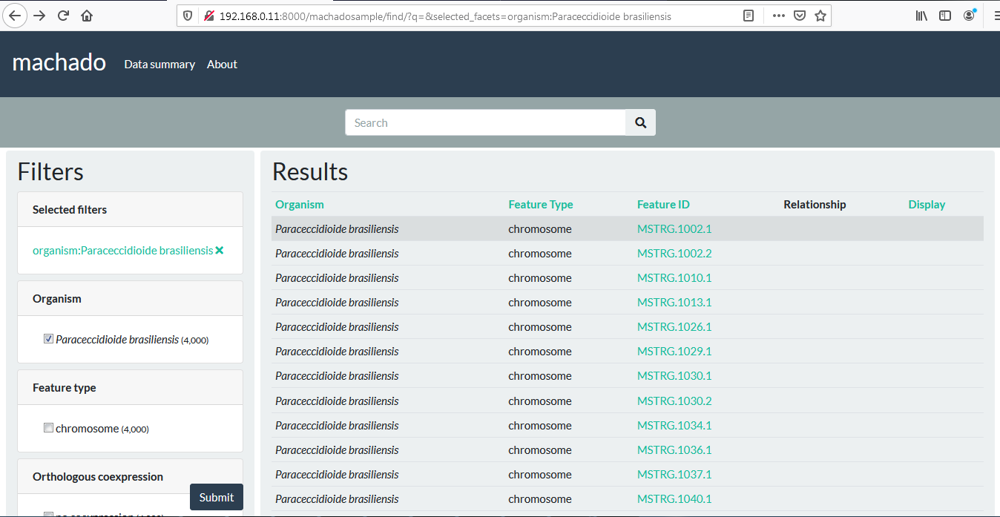 192.168.0.11:8000/machadosample/find/?q=&selected_facets=organism:Paraceccidioide brasiliensis
machado Data summary About
Search
Filters
Selected filters
organism:Paraceccidioide brasiliensis
Organism
Paraceccidioide brasiliensis (4,000)
Feature type
chromosome (4,000)
Orthologous coexpression
Submit
Results
Organism Feature Type Feature ID Relationship Display
Paraceccidioide brasiliensis chromosome MSTRG.1002.1
Paraceccidioide brasiliensis chromosome MSTRG.1002.2
Paraceccidioide brasiliensis chromosome MSTRG.1010.1
Paraceccidioide brasiliensis chromosome MSTRG.1013.1
Paraceccidioide brasiliensis chromosome MSTRG.1026.1
Paraceccidioide brasiliensis chromosome MSTRG.1029.1
Paraceccidioide brasiliensis chromosome MSTRG.1030.1
Paraceccidioide brasiliensis chromosome MSTRG.1030.2
Paraceccidioide brasiliensis chromosome MSTRG.1034.1
Paraceccidioide brasiliensis chromosome MSTRG.1036.1
Paraceccidioide brasiliensis chromosome MSTRG.1037.1
Paraceccidioide brasiliensis chromosome MSTRG.1040.1